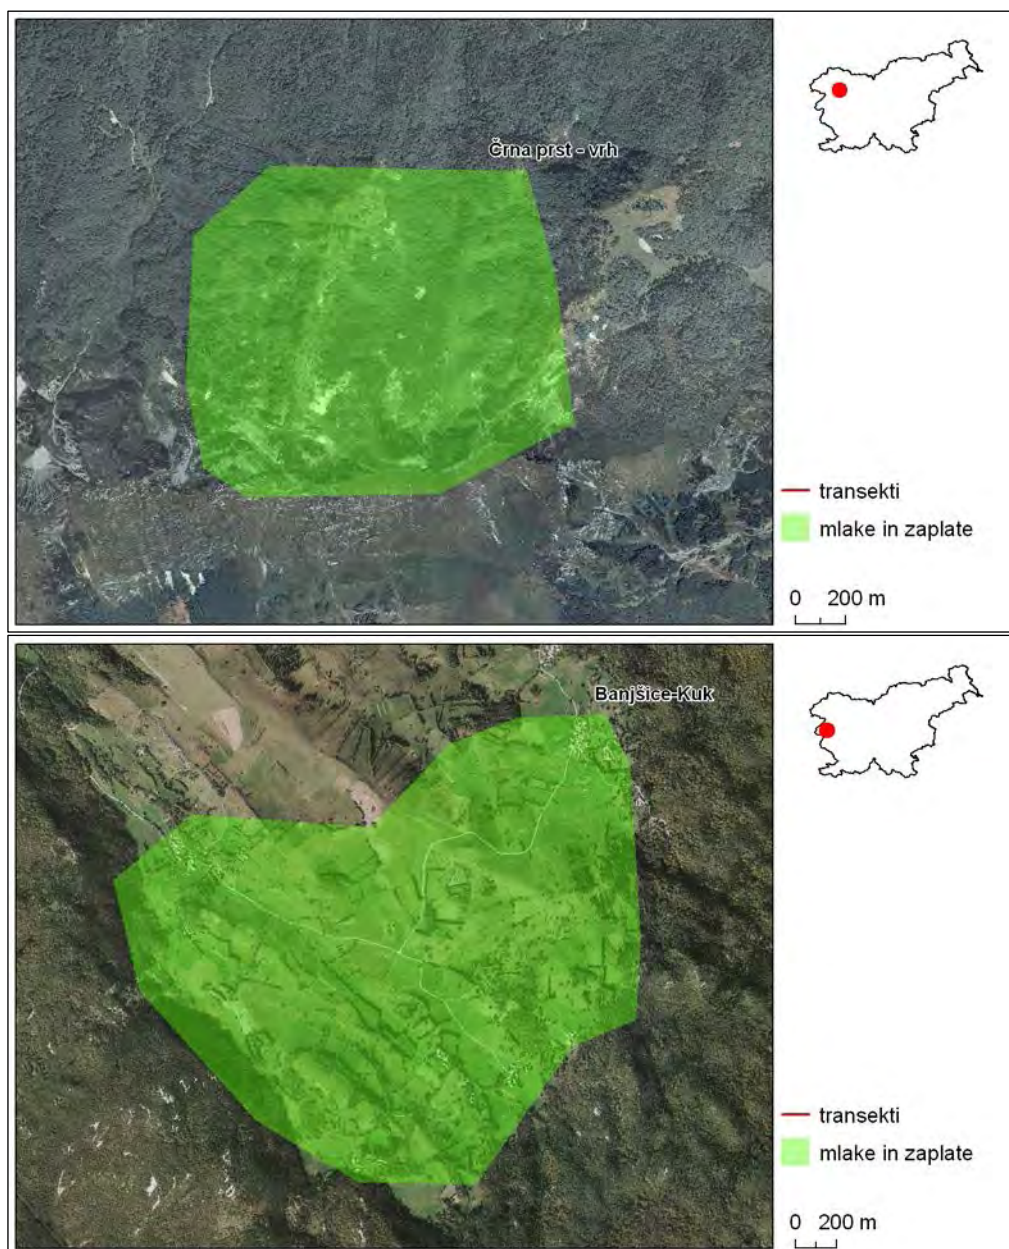 Črna prst - vrh
transekti
mlake in zaplate
0 200 m
Banjšice-Kuk
transekti
mlake in zaplate
0 200 m